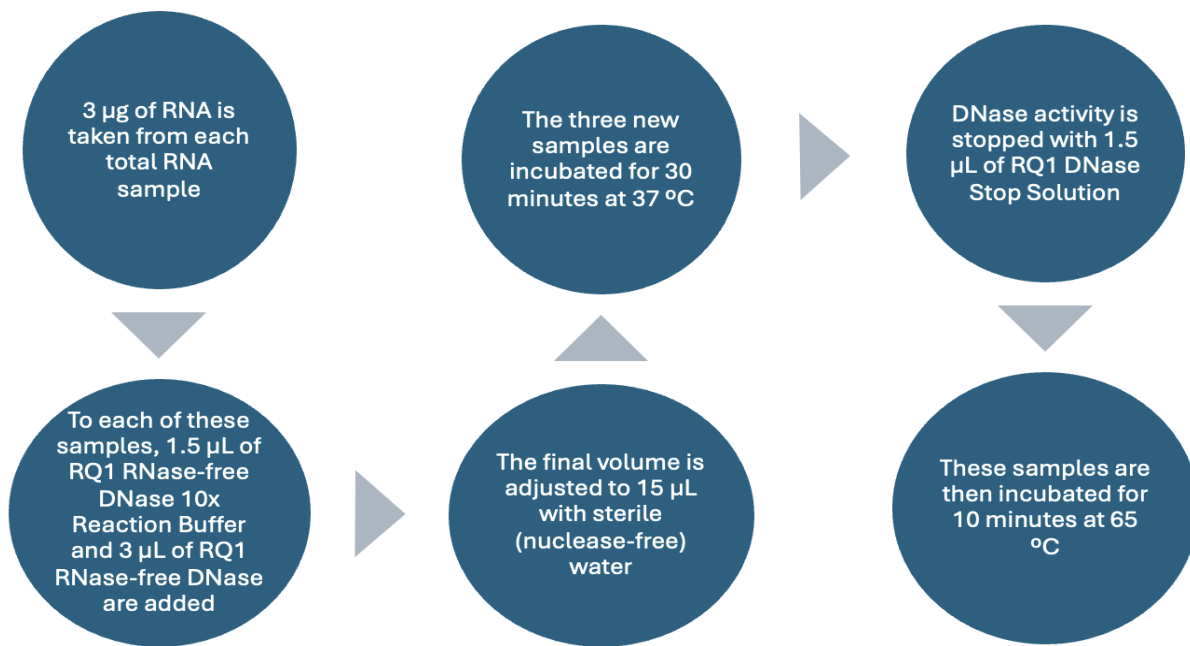 3 µg of RNA is
taken from each
total RNA
sample
To each of these
samples, 1.5 µL of
RQ1 RNase-free
DNase 10x
Reaction Buffer
and 3 µL of RQ1
RNase-free DNase
are added
The final volume is
adjusted to 15 µL
with sterile
(nuclease-free)
water
The three new
samples are
incubated for 30
minutes at 37 ºC
DNase activity is
stopped with 1.5
µL of RQ1 DNase
Stop Solution
These samples are
then incubated for
10 minutes at 65
ºC